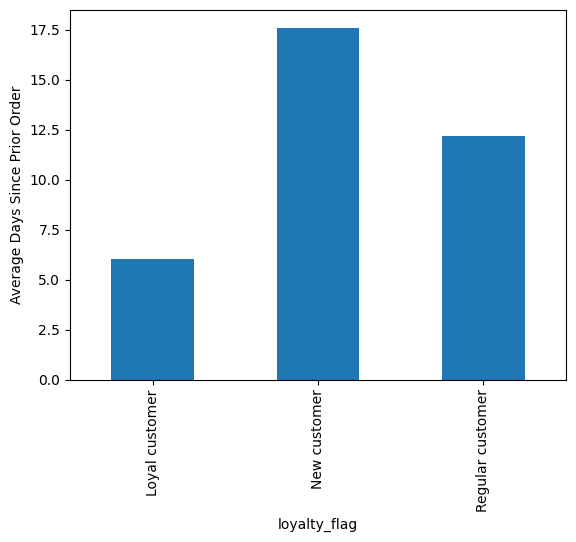 Average Days Since Prior Order
17.5
15.0
12.5
10.0
7.5
5.0
2.5
0.0
Loyal customer
New customer
Regular customer
loyalty_flag